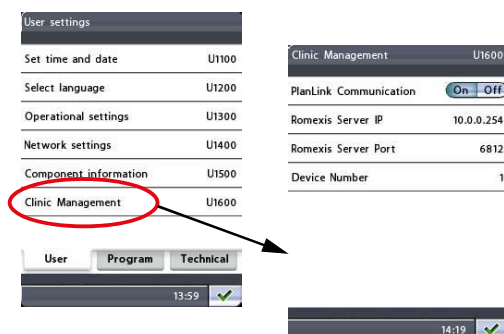 User settings
Set time and date U1100
Select language U1200
Operational settings U1300
Network settings U1400
Component information U1500
Clinic Management U1600
User Program Technical
13:59
Clinic Management U1600
PlanLink Communication On Off
Romexis Server IP 10.0.0.254
Romexis Server Port 6812
Device Number 1
14:19